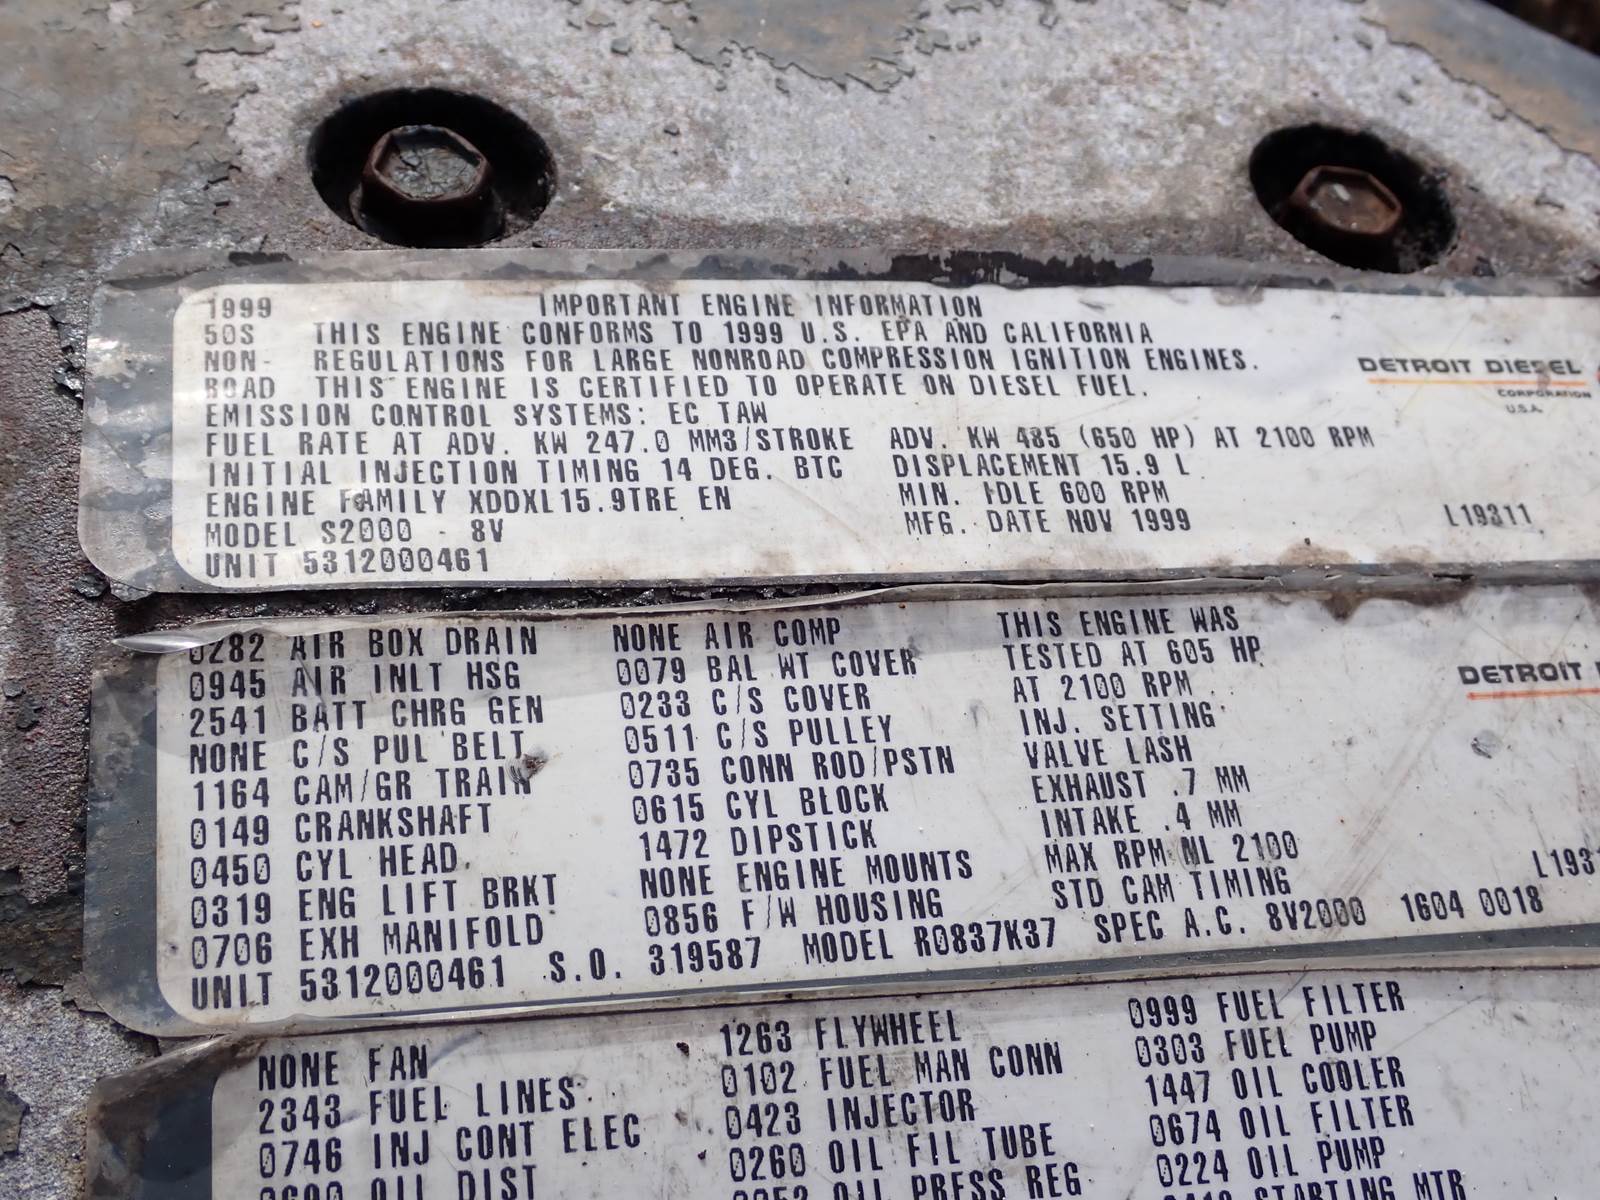 1999 IMPORTANT ENGINE INFORMATION
50S THIS ENGINE CONFORMS TO 1999 U.S. EPA AND CALIFORNIA
NON- REGULATIONS FOR LARGE NONROAD COMPRESSION IGNITION ENGINES.
ROAD THIS ENGINE IS CERTIFIED TO OPERATE ON DIESEL FUEL.
EMISSION CONTROL SYSTEMS: EC TAW
FUEL RATE AT ADV. KW 247.0 MM3/STROKE ADV. KW 485 (650 HP) AT 2100 RPM
INITIAL INJECTION TIMING 14 DEG. BTC DISPLACEMENT 15.9 L
ENGINE FAMILY XDDXL15.9TRE EN MIN. IDLE 600 RPM
MODEL S2000 - 8V MFG. DATE NOV 1999 L19311
UNIT 5312000461
DETROIT DIESEL
CORPORATION
U.S.A.
0282 AIR BOX DRAIN NONE AIR COMP THIS ENGINE WAS
0945 AIR INLT HSG 0079 BAL WT COVER TESTED AT 605 HP
2541 BATT CHRG GEN 0233 C/S COVER AT 2100 RPM
NONE C/S PUL BELT 0511 C/S PULLEY INJ. SETTING
1164 CAM/GR TRAIN 0735 CONN ROD/PSTN VALVE LASH
0149 CRANKSHAFT 0615 CYL BLOCK EXHAUST .7 MM
0450 CYL HEAD 1472 DIPSTICK INTAKE .4 MM
0319 ENG LIFT BRKT NONE ENGINE MOUNTS MAX RPM NL 2100
0706 EXH MANIFOLD 0856 F/W HOUSING STD CAM TIMING
UNIT 5312000461 S.O. 319587 MODEL R0837K37 SPEC A.C. 8V2000 1604 0018
DETROIT
L1931
NONE FAN 1263 FLYWHEEL 0999 FUEL FILTER
2343 FUEL LINES 0102 FUEL MAN CONN 0303 FUEL PUMP
0746 INJ CONT ELEC 0423 INJECTOR 1447 OIL COOLER
OIL DIST 0260 OIL FIL TUBE 0674 OIL FILTER
OIL PRESS REG 0224 OIL PUMP
STARTING MTR